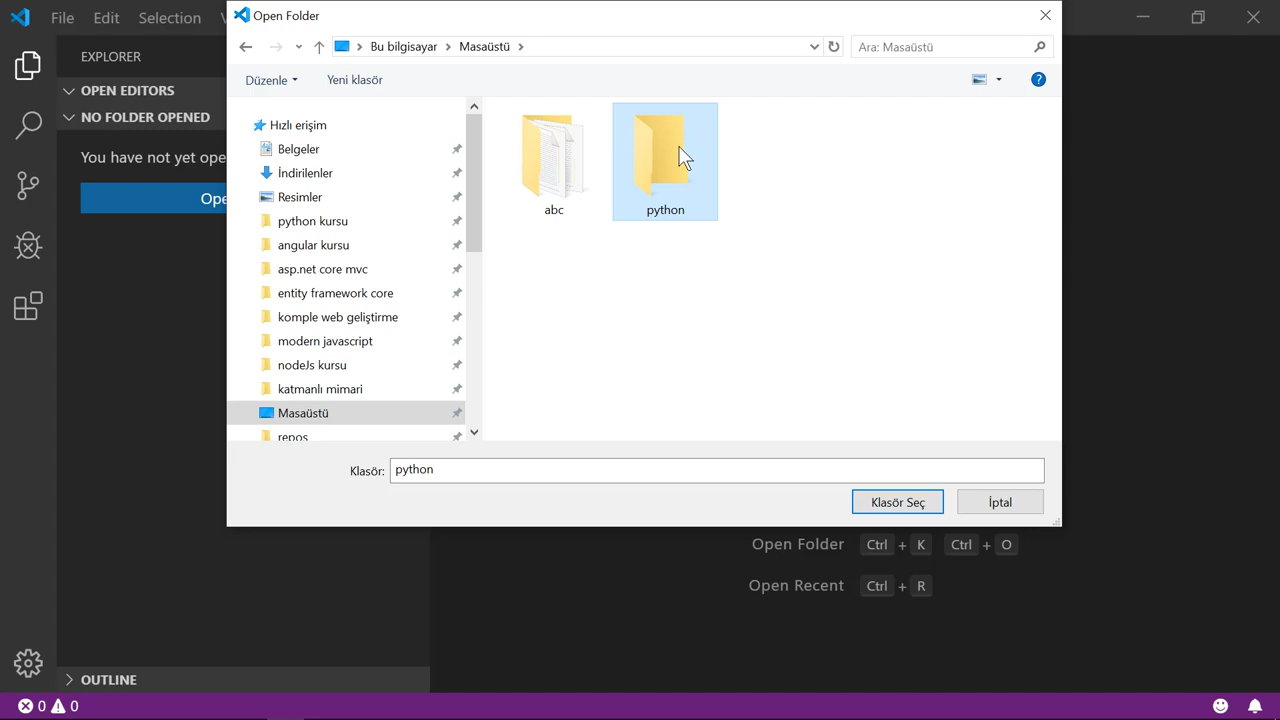 File Edit Selection
Open Folder
EXPLORER
OPEN EDITORS
NO FOLDER OPENED
You have not yet ope
Ope
Bu bilgisayar Masaüstü
Ara: Masaüstü
Düzenle Yeni klasör
Hızlı erişim
Belgeler
İndirilenler
Resimler
python kursu
angular kursu
asp.net core mvc
entity framework core
komple web geliştirme
modern javascript
nodeJs kursu
katmanlı mimari
Masaüstü
repos
abc
python
Klasör: python
Klasör Seç İptal
Open Folder Ctrl + K Ctrl + O
Open Recent Ctrl + R
OUTLINE
0 0